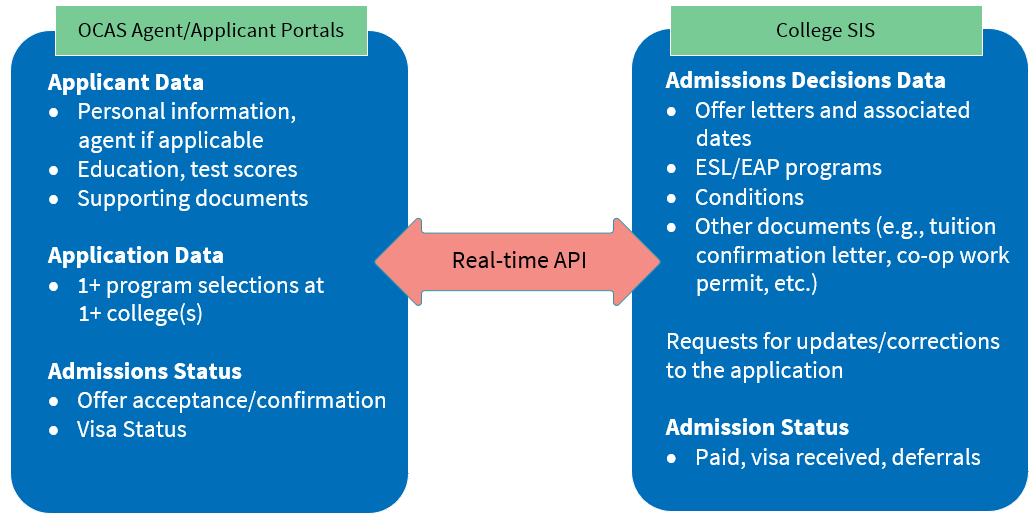 OCAS Agent/Applicant Portals
Applicant Data
• Personal information,
agent if applicable
• Education, test scores
• Supporting documents
Application Data
• 1+ program selections at
1+ college(s)
Admissions Status
• Offer acceptance/confirmation
• Visa Status
Real-time API
College SIS
Admissions Decisions Data
• Offer letters and associated
dates
• ESL/EAP programs
• Conditions
• Other documents (e.g., tuition
confirmation letter, co-op work
permit, etc.)
Requests for updates/corrections
to the application
Admission Status
• Paid, visa received, deferrals